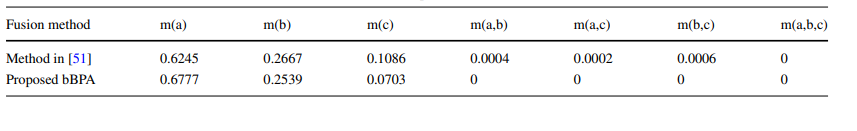 Fusion method m(a) m(b) m(c) m(a,b) m(a,c) m(b,c) m(a,b,c)
Method in [51] 0.6245 0.2667 0.1086 0.0004 0.0002 0.0006 0
Proposed bBPA 0.6777 0.2539 0.0703 0 0 0 0